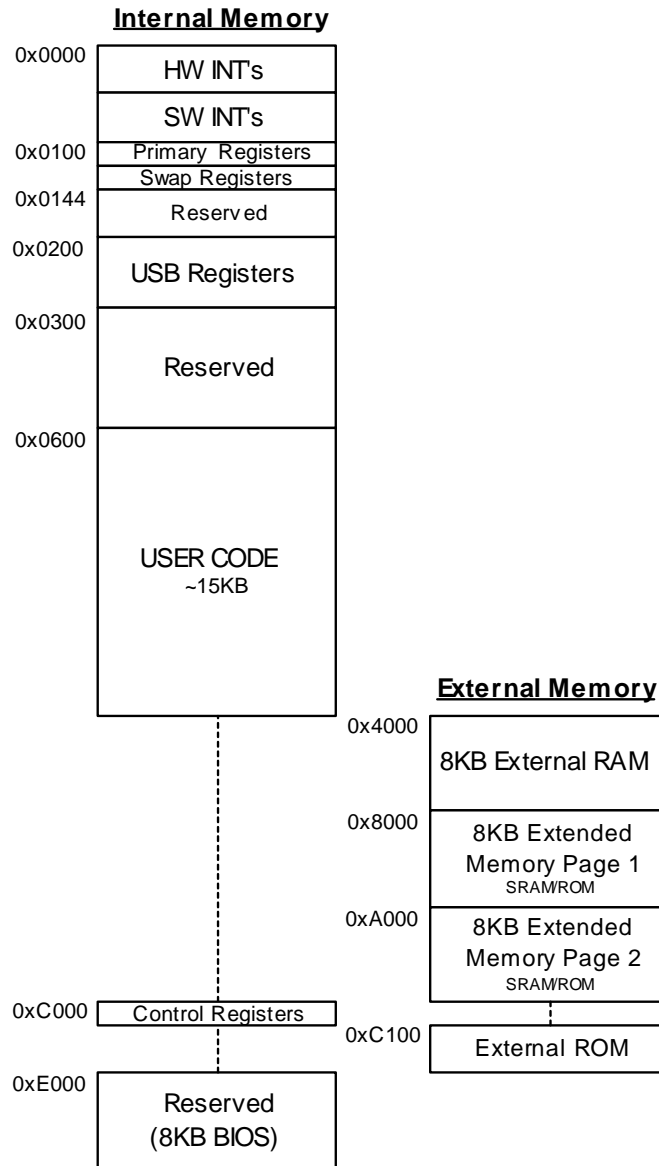 Internal Memory
0x0000
HW INT's
SW INT's
0x0100
Primary Registers
Swap Registers
0x0144
Reserved
0x0200
USB Registers
0x0300
Reserved
0x0600
USER CODE
~15KB
External Memory
0x4000
8KB External RAM
0x8000
8KB Extended
Memory Page 1
SRAM/ROM
0xA000
8KB Extended
Memory Page 2
SRAM/ROM
0xC000
Control Registers
0xC100
External ROM
0xE000
Reserved
(8KB BIOS)